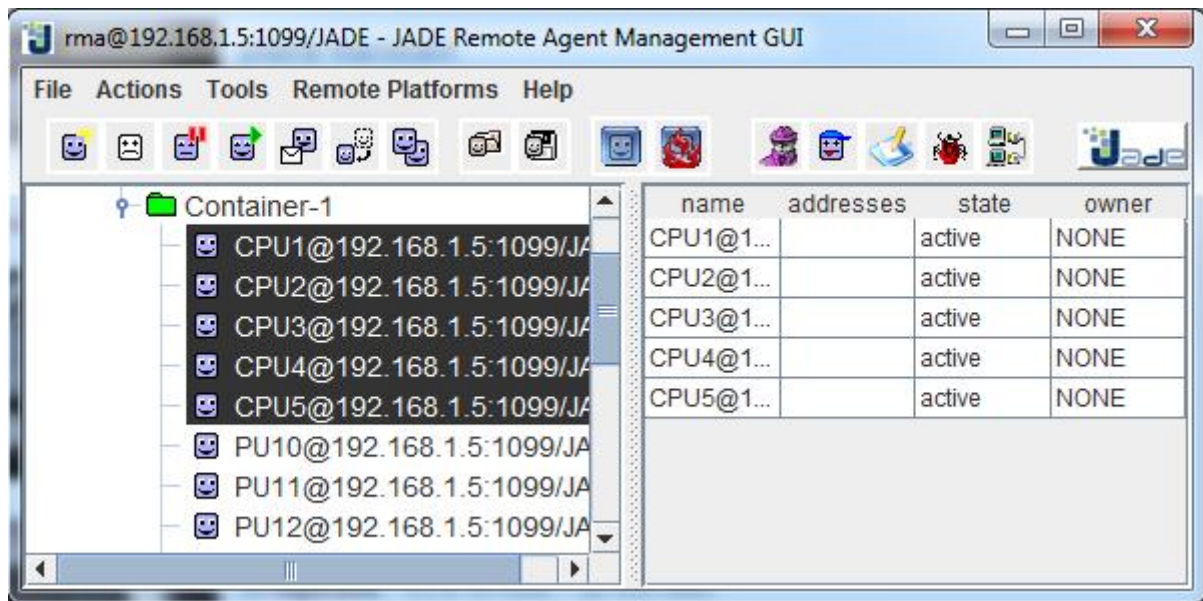 rma@192.168.1.5:1099/JADE - JADE Remote Agent Management GUI
File Actions Tools Remote Platforms Help
Jade
Container-1
CPU1@192.168.1.5:1099/JA
CPU2@192.168.1.5:1099/JA
CPU3@192.168.1.5:1099/JA
CPU4@192.168.1.5:1099/JA
CPU5@192.168.1.5:1099/JA
PU10@192.168.1.5:1099/JA
PU11@192.168.1.5:1099/JA
PU12@192.168.1.5:1099/JA
name addresses state owner
CPU1@1... active NONE
CPU2@1... active NONE
CPU3@1... active NONE
CPU4@1... active NONE
CPU5@1... active NONE